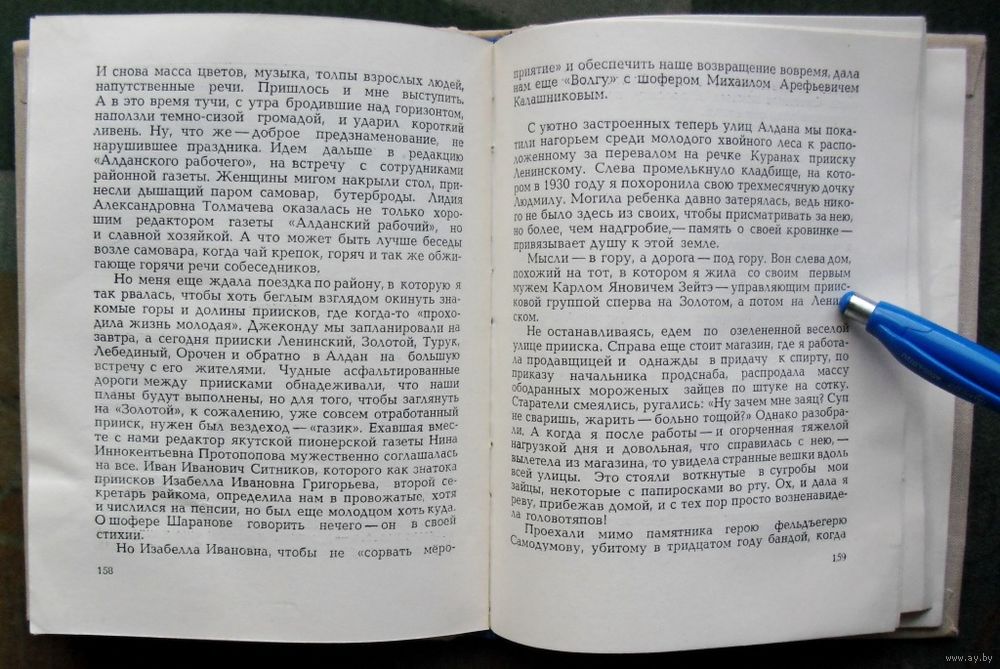 И снова масса цветов, музыка, толпы взрослых людей,
напутственные речи. Пришлось и мне выступить.
А в это время тучи, с утра бродившие над горизонтом,
наползли темно-сизой громадой, и ударил короткий
ливень. Ну, что же — доброе предзнаменование, не
нарушившее праздника. Идем дальше в редакцию
«Алданского рабочего», на встречу с сотрудниками
районной газеты. Женщины мигом накрыли стол, при-
несли дышащий паром самовар, бутерброды. Лидия
Александровна Толмачева оказалась не только хоро-
шим редактором газеты «Алданский рабочий», но
и славной хозяйкой. А что может быть лучше беседы
возле самовара, когда чай крепок, горяч и так же обжи-
гающе горячи речи собеседников.
Но меня еще ждала поездка по району, в которую я
так рвалась, чтобы хоть беглым взглядом окинуть зна-
комые горы и долины приисков, где когда-то «прохо-
дила жизнь молодая». Джеконду мы запланировали на
завтра, а сегодня прииски Ленинский, Золотой, Турук,
Лебединый, Орочен и обратно в Алдан на большую
встречу с его жителями. Чудные асфальтированные
дороги между приисками обнадеживали, что наши
планы будут выполнены, но для того, чтобы заглянуть
на «Золотой», к сожалению, уже совсем отработанный
прииск, нужен был вездеход — «газик». Ехавшая вмес-
те с нами редактор якутской пионерской газеты Нина
Иннокентьевна Протопопова мужественно соглашалась
на все. Иван Иванович Ситников, которого как знатока
приисков Изабелла Ивановна Григорьева, второй се-
кретарь райкома, определила нам в провожатые, хотя
и числился на пенсии, но был еще молодцом хоть куда.
О шофере Шаранове говорить нечего — он в своей
стихии.
Но Изабелла Ивановна, чтобы не «сорвать меро-
158
приятие» и обеспечить наше возвращение вовремя, дала
нам еще «Волгу» с шофером Михаилом Арефьевичем
Калашниковым.
С уютно застроенных теперь улиц Алдана мы пока-
тили нагорьем среди молодого хвойного леса к распо-
ложенному за перевалом на речке Куранах прииску
Ленинскому. Слева промелькнуло кладбище, на кото-
ром в 1930 году я похоронила свою трехмесячную дочку
Людмилу. Могила ребенка давно затерялась, ведь нико-
го не было здесь из своих, чтобы присматривать за нею,
но более, чем надгробие,— память о своей кровинке —
привязывает душу к этой земле.
Мысли — в гору, а дорога — под гору. Вон слева дом,
похожий на тот, в котором я жила со своим первым
мужем Карлом Яновичем Зейтэ — управляющим приис-
ковой группой сперва на Золотом, а потом на Ленин-
ском.
Не останавливаясь, едем по озелененной веселой
улице прииска. Справа еще стоит магазин, где я работа-
ла продавщицей и однажды в придачу к спирту, по
приказу начальника продснаба, распродала массу
ободранных мороженых зайцев по штуке на сотку.
Старатели смеялись, ругались: «Ну зачем мне заяц? Суп
не сваришь, жарить — больно тощой?» Однако разобра-
ли. А когда я после работы — и огорченная тяжелой
нагрузкой дня и довольная, что справилась с нею,—
вылетела из магазина, то увидела странные вешки вдоль
всей улицы. Это стояли воткнутые в сугробы мои
зайцы, некоторые с папиросками во рту. Ох, и дала я
реву, прибежав домой, и с тех пор просто возненавиде-
ла головотяпов!
Проехали мимо памятника герою фельдъегерю
Самодумову, убитому в тридцатом году бандой, когда
159
www.ay.by